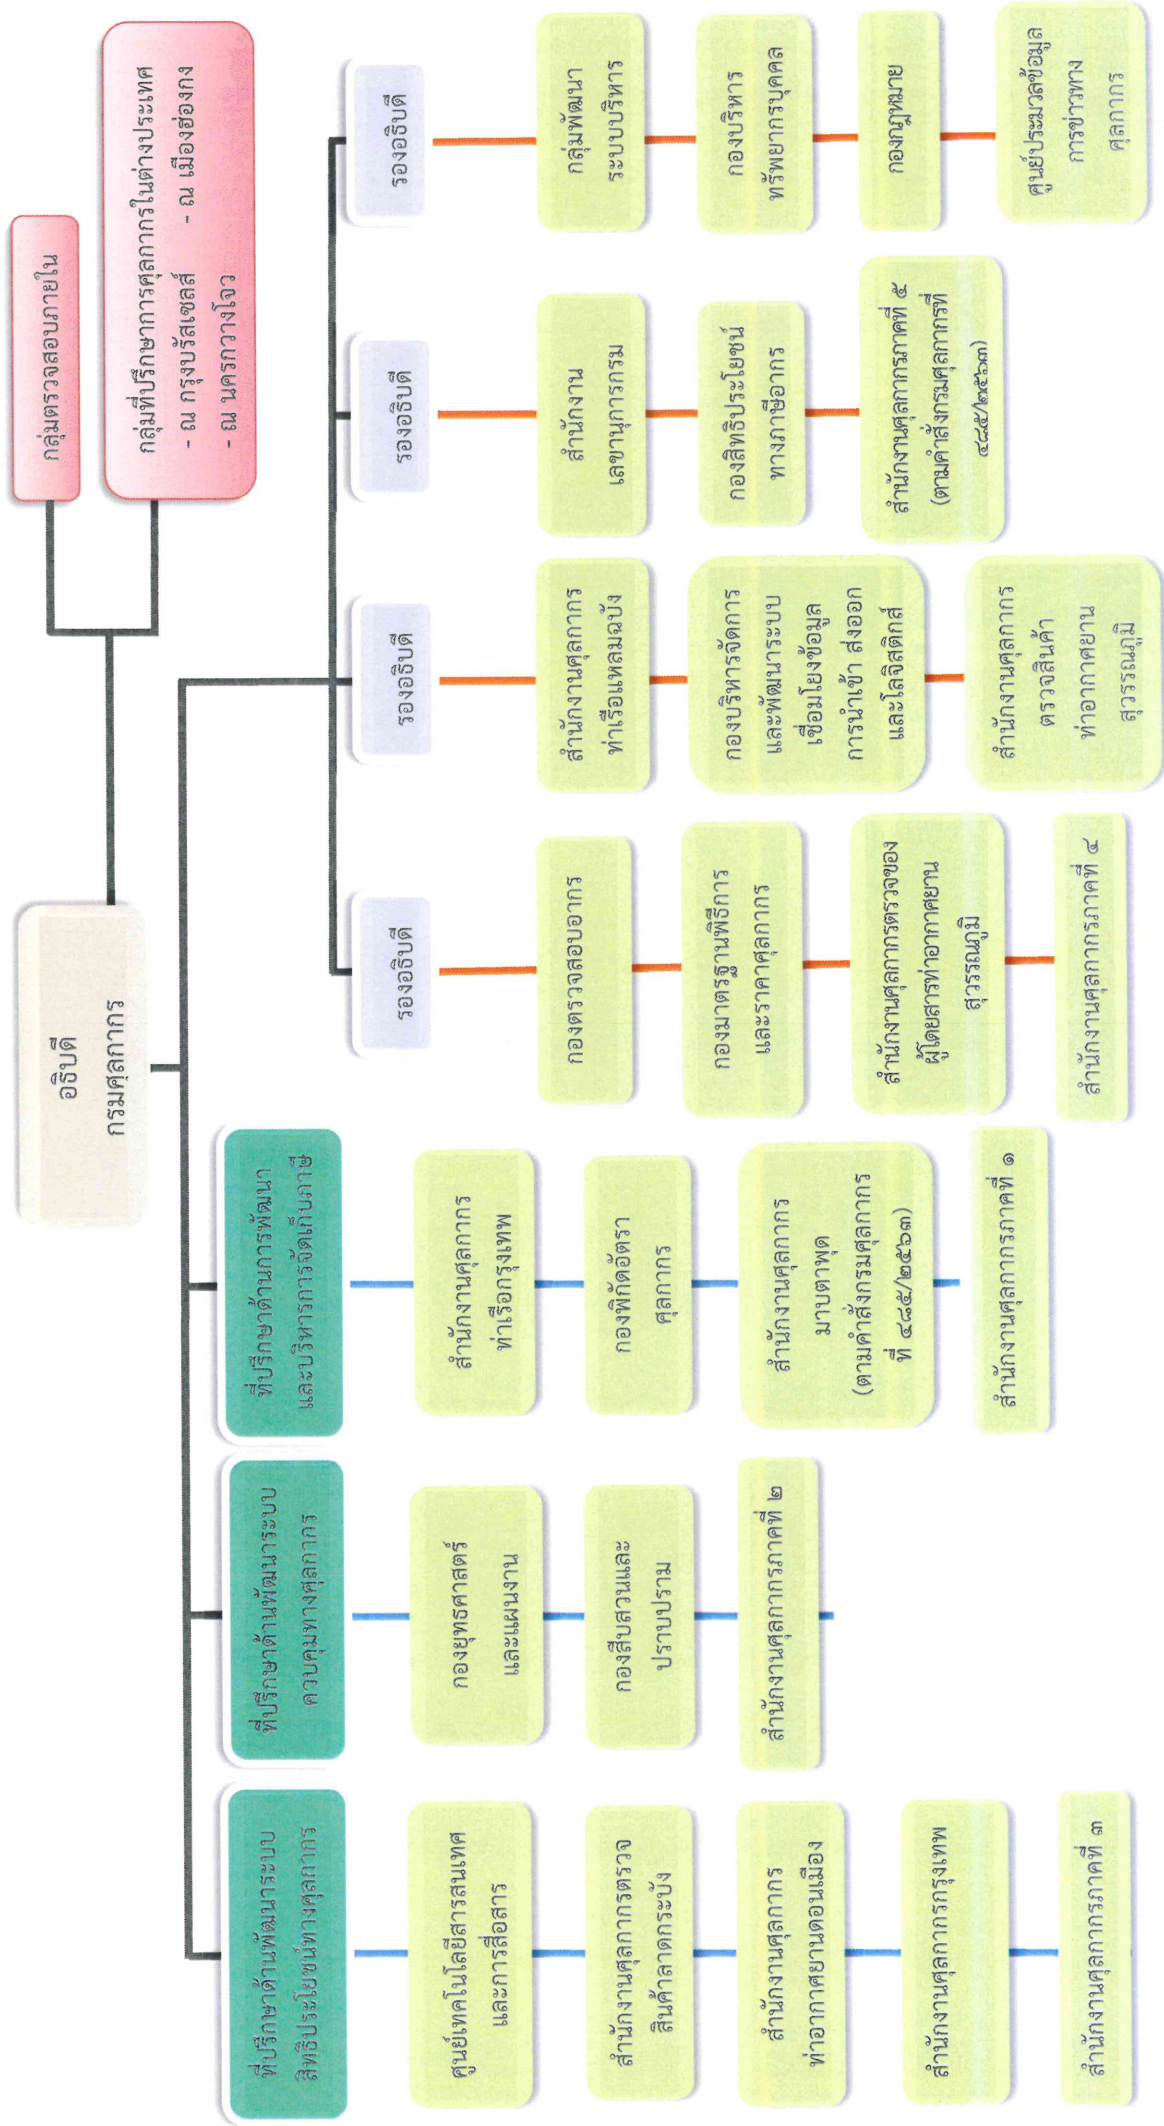 อธิบดี
กรมศุลกากร
กลุ่มตรวจสอบภายใน
กลุ่มที่ปรึกษาการศุลกากรในต่างประเทศ
- ณ กรุงบรัสเซลส์ - ณ เมืองฮ่องกง
- ณ นครกวางโจว
ที่ปรึกษาด้านพัฒนาระบบ
สิทธิประโยชน์ทางศุลกากร
ศูนย์เทคโนโลยีสารสนเทศ
และการสื่อสาร
สำนักงานศุลกากรตรวจ
สินค้าลาดกระบัง
สำนักงานศุลกากร
ท่าอากาศยานดอนเมือง
สำนักงานศุลกากรกรุงเทพ
สำนักงานศุลกากรภาคที่ ๓
ที่ปรึกษาด้านพัฒนาระบบ
ควบคุมทางศุลกากร
กองยุทธศาสตร์
และแผนงาน
กองสืบสวนและ
ปราบปราม
สำนักงานศุลกากรภาคที่ ๒
ที่ปรึกษาด้านการพัฒนา
และบริหารการจัดเก็บภาษี
สำนักงานศุลกากร
ท่าเรือกรุงเทพ
กองพิกัดอัตรา
ศุลกากร
สำนักงานศุลกากร
มาบตาพุด
(ตามคำสั่งกรมศุลกากร
ที่ ๔๘๕/๒๕๖๓)
สำนักงานศุลกากรภาคที่ ๑
รองอธิบดี
กองตรวจสอบอากร
กองมาตรฐานพิธีการ
และราคาศุลกากร
สำนักงานศุลกากรตรวจของ
ผู้โดยสารท่าอากาศยาน
สุวรรณภูมิ
สำนักงานศุลกากรภาคที่ ๔
รองอธิบดี
สำนักงานศุลกากร
ท่าเรือแหลมฉบัง
กองบริหารจัดการ
และพัฒนาระบบ
เชื่อมโยงข้อมูล
การนำเข้า ส่งออก
และโลจิสติกส์
สำนักงานศุลกากร
ตรวจสินค้า
ท่าอากาศยาน
สุวรรณภูมิ
รองอธิบดี
สำนักงาน
เลขานุการกรม
กองสิทธิประโยชน์
ทางภาษีอากร
สำนักงานศุลกากรภาคที่ ๕
(ตามคำสั่งกรมศุลกากรที่
๔๘๕/๒๕๖๓)
รองอธิบดี
กลุ่มพัฒนา
ระบบบริหาร
กองบริหาร
ทรัพยากรบุคคล
กองกฎหมาย
ศูนย์ประมวลข้อมูล
การข่าวทาง
ศุลกากร